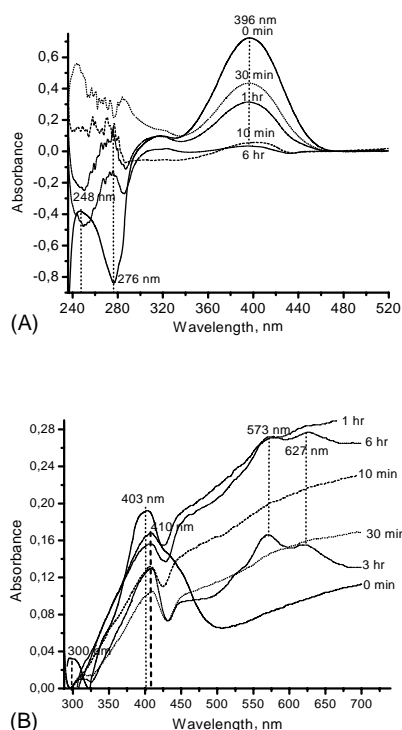 396 nm
0 min
30 min
1 hr
10 min
6 hr
248 nm
276 nm
0,6
0,4
0,2
0,0
-0,2
-0,4
-0,6
-0,8
Absorbance
240 280 320 360 400 440 480 520
Wavelength, nm
(A)
573 nm
1 hr
6 hr
627 nm
403 nm
410 nm
10 min
30 min
3 hr
0 min
300 nm
0,28
0,24
0,20
0,16
0,12
0,08
0,04
0,00
Absorbance
300 350 400 450 500 550 600 650 700
Wavelength, nm
(B)